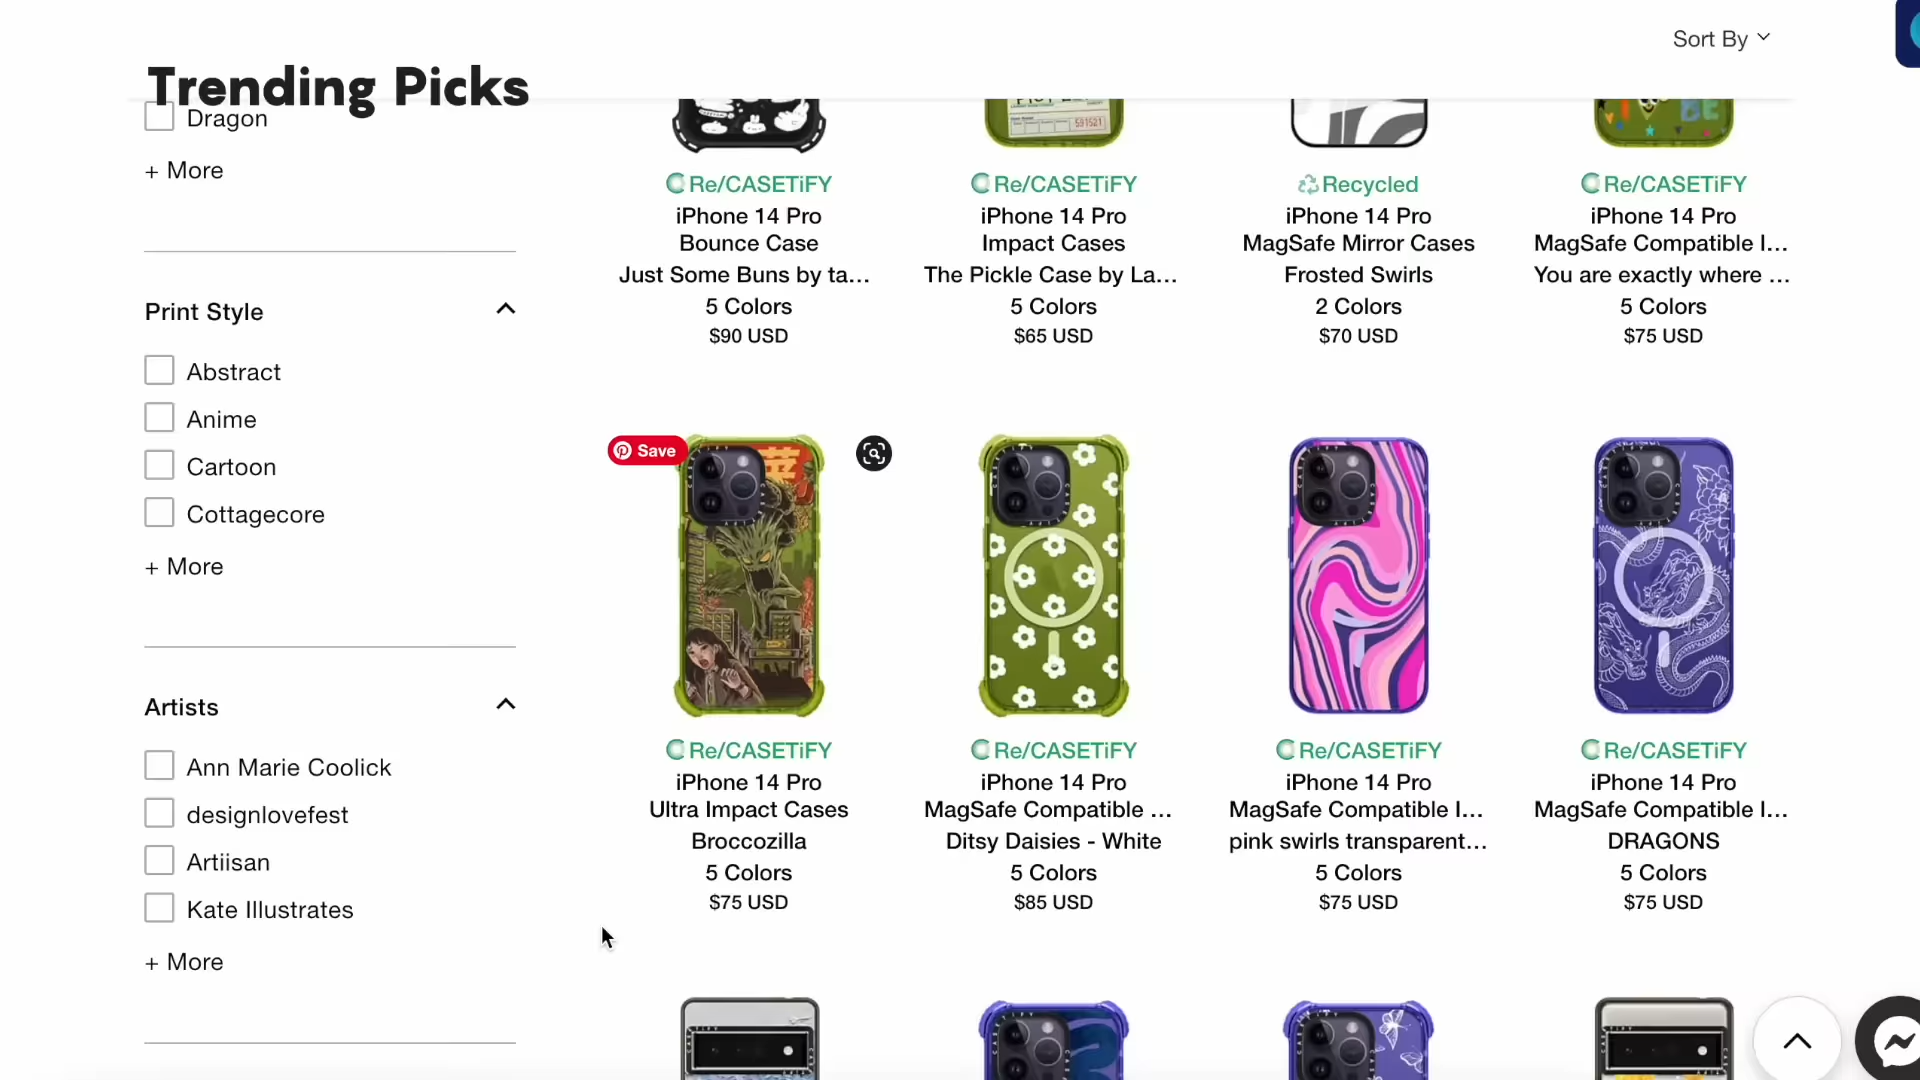 Sort By
Trending Picks
Dragon
+ More
Print Style
Abstract
Anime
Cartoon
Cottagecore
+ More
Artists
Ann Marie Coolick
designlovefest
Artiisan
Kate Illustrates
+ More
591521
BE
Re/CASETiFY
iPhone 14 Pro
Bounce Case
Just Some Buns by ta...
5 Colors
$90 USD
Re/CASETiFY
iPhone 14 Pro
Impact Cases
The Pickle Case by La...
5 Colors
$65 USD
Recycled
iPhone 14 Pro
MagSafe Mirror Cases
Frosted Swirls
2 Colors
$70 USD
Re/CASETiFY
iPhone 14 Pro
MagSafe Compatible I...
You are exactly where ...
5 Colors
$75 USD
Save
Re/CASETiFY
iPhone 14 Pro
Ultra Impact Cases
Broccozilla
5 Colors
$75 USD
Re/CASETiFY
iPhone 14 Pro
MagSafe Compatible ...
Ditsy Daisies - White
5 Colors
$85 USD
Re/CASETiFY
iPhone 14 Pro
MagSafe Compatible I...
pink swirls transparent...
5 Colors
$75 USD
Re/CASETiFY
iPhone 14 Pro
MagSafe Compatible I...
DRAGONS
5 Colors
$75 USD